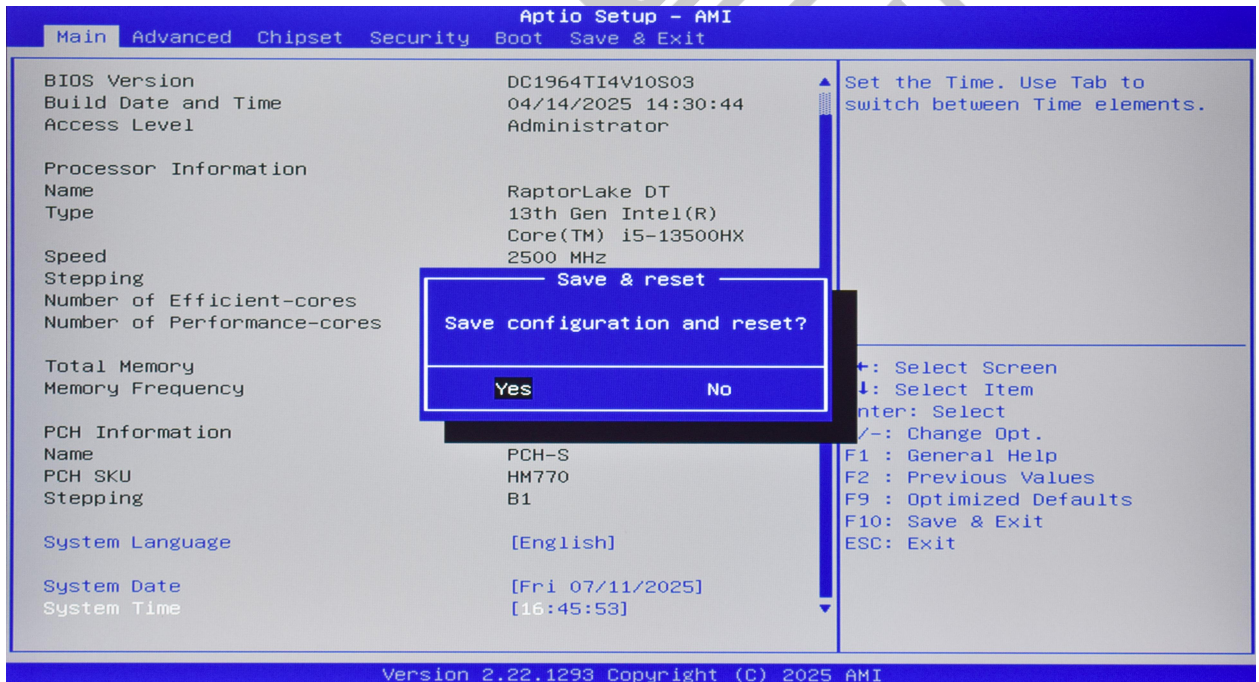 Aptio Setup - AMI
Main Advanced Chipset Security Boot Save & Exit
BIOS Version DC1964TI4V10S03
Build Date and Time 04/14/2025 14:30:44
Access Level Administrator
Processor Information
Name RaptorLake DT
Type 13th Gen Intel(R)
Core(TM) i5-13500HX
Speed 2500 MHz
Stepping
Number of Efficient-cores
Number of Performance-cores
Total Memory
Memory Frequency
PCH Information
Name PCH-S
PCH SKU HM770
Stepping B1
System Language [English]
System Date [Fri 07/11/2025]
System Time [16:45:53]
Save & reset
Save configuration and reset?
Yes No
Set the Time. Use Tab to
switch between Time elements.
←: Select Screen
↓: Select Item
nter: Select
/-: Change Opt.
F1 : General Help
F2 : Previous Values
F9 : Optimized Defaults
F10: Save & Exit
ESC: Exit
Version 2.22.1293 Copyright (C) 2025 AMI